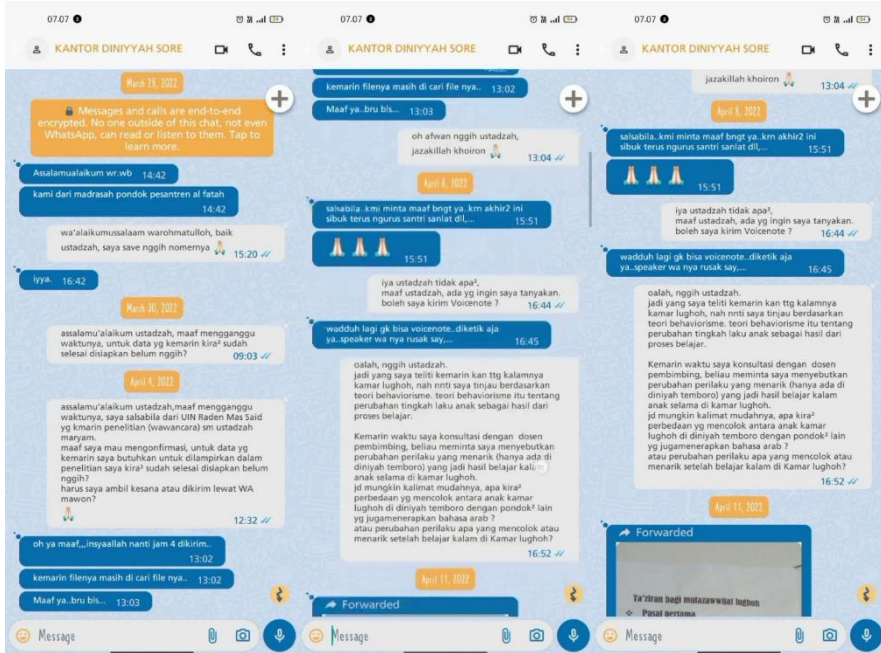 07.07
KANTOR DINIYYAH SORE
March 28, 2022
Messages and calls are end-to-end
encrypted. No one outside of this chat, not even
WhatsApp, can read or listen to them. Tap to
learn more.
Assalamualaikum wr.wb 14:42
kami dari madrasah pondok pesantren al fatah
14:42
wa'alaikumussalaam warohmatulloh, baik
ustadzah, saya save nggih nomernya 🙏 15:20
iyya. 16:42
March 30, 2022
assalamu'alaikum ustadzah, maaf mengganggu
waktunya, untuk data yg kemarin kira² sudah
selesai disiapkan belum nggih?
09:03
April 4, 2022
assalamu'alaikum ustadzah,maaf mengganggu
waktunya, saya salsabila dari UIN Raden Mas Said
yg kmarin penelitian (wawancara) sm ustadzah
maryam.
maaf saya mau mengonfirmasi, untuk data yg
kemarin saya butuhkan untuk dilampirkan dalam
penelitian saya kira² sudah selesai disiapkan belum
nggih?
harus saya ambil kesana atau dikirim lewat WA
mawon?
🙏
12:32
oh ya maaf,,,insyaallah nanti jam 4 dikirim..
13:02
kemarin filenya masih di cari file nya.. 13:02
Maaf ya..bru bls... 13:03
Message
07.07
KANTOR DINIYYAH SORE
kemarin filenya masih di cari file nya.. 13:02
Maaf ya..bru bls... 13:03
oh afwan nggih ustadzah,
jazakillah khoiron 🙏 13:04
April 8, 2022
salsabila..kmi minta maaf bngt ya..krn akhir2 ini
sibuk terus ngurus santri sanlat dll,... 15:51
🙏🙏🙏 15:51
iya ustadzah tidak apa²,
maaf ustadzah, ada yg ingin saya tanyakan.
boleh saya kirim Voicenote ? 16:44
wadduh lagi gk bisa voicenote..diketik aja
ya..speaker wa nya rusak say,... 16:45
oalah, nggih ustadzah.
jadi yang saya teliti kemarin kan ttg kalamnya
kamar lughoh, nah nnti saya tinjau berdasarkan
teori behaviorisme. teori behaviorisme itu tentang
perubahan tingkah laku anak sebagai hasil dari
proses belajar.
Kemarin waktu saya konsultasi dengan dosen
pembimbing, beliau meminta saya menyebutkan
perubahan perilaku yang menarik (hanya ada di
diniyah temboro) yang jadi hasil belajar kalam
anak selama di kamar lughoh.
jd mungkin kalimat mudahnya, apa kira²
perbedaan yg mencolok antara anak kamar
lughoh di diniyah temboro dengan pondok² lain
yg jugamenerapkan bahasa arab ?
atau perubahan perilaku apa yang mencolok atau
menarik setelah belajar kalam di Kamar lughoh?
16:52
April 11, 2022
Forwarded
Message
07.07
KANTOR DINIYYAH SORE
jazakillah khoiron 🙏 13:04
April 8, 2022
salsabila..kmi minta maaf bngt ya..krn akhir2 ini
sibuk terus ngurus santri sanlat dll,... 15:51
🙏🙏🙏 15:51
iya ustadzah tidak apa²,
maaf ustadzah, ada yg ingin saya tanyakan.
boleh saya kirim Voicenote ? 16:44
wadduh lagi gk bisa voicenote..diketik aja
ya..speaker wa nya rusak say,... 16:45
oalah, nggih ustadzah.
jadi yang saya teliti kemarin kan ttg kalamnya
kamar lughoh, nah nnti saya tinjau berdasarkan
teori behaviorisme. teori behaviorisme itu tentang
perubahan tingkah laku anak sebagai hasil dari
proses belajar.
Kemarin waktu saya konsultasi dengan dosen
pembimbing, beliau meminta saya menyebutkan
perubahan perilaku yang menarik (hanya ada di
diniyah temboro) yang jadi hasil belajar kalam
anak selama di kamar lughoh.
jd mungkin kalimat mudahnya, apa kira²
perbedaan yg mencolok antara anak kamar
lughoh di diniyah temboro dengan pondok² lain
yg jugamenerapkan bahasa arab ?
atau perubahan perilaku apa yang mencolok atau
menarik setelah belajar kalam di Kamar lughoh?
16:52
April 11, 2022
Forwarded
Ta'ziran bagi mutazawwijat lughoh
Pasal pertama
Message